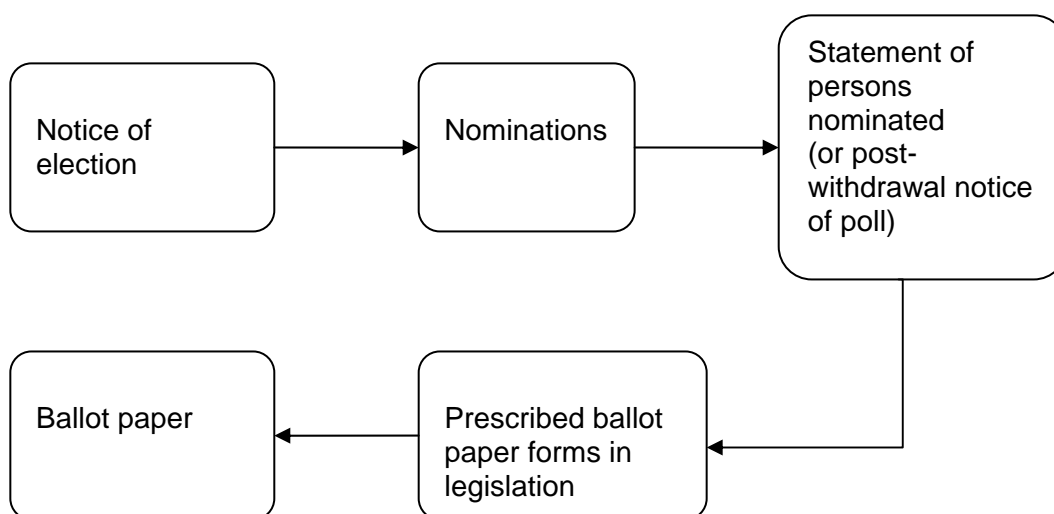 Notice of
election
Nominations
Statement of
persons
nominated
(or post-
withdrawal notice
of poll)
Prescribed ballot
paper forms in
legislation
Ballot paper